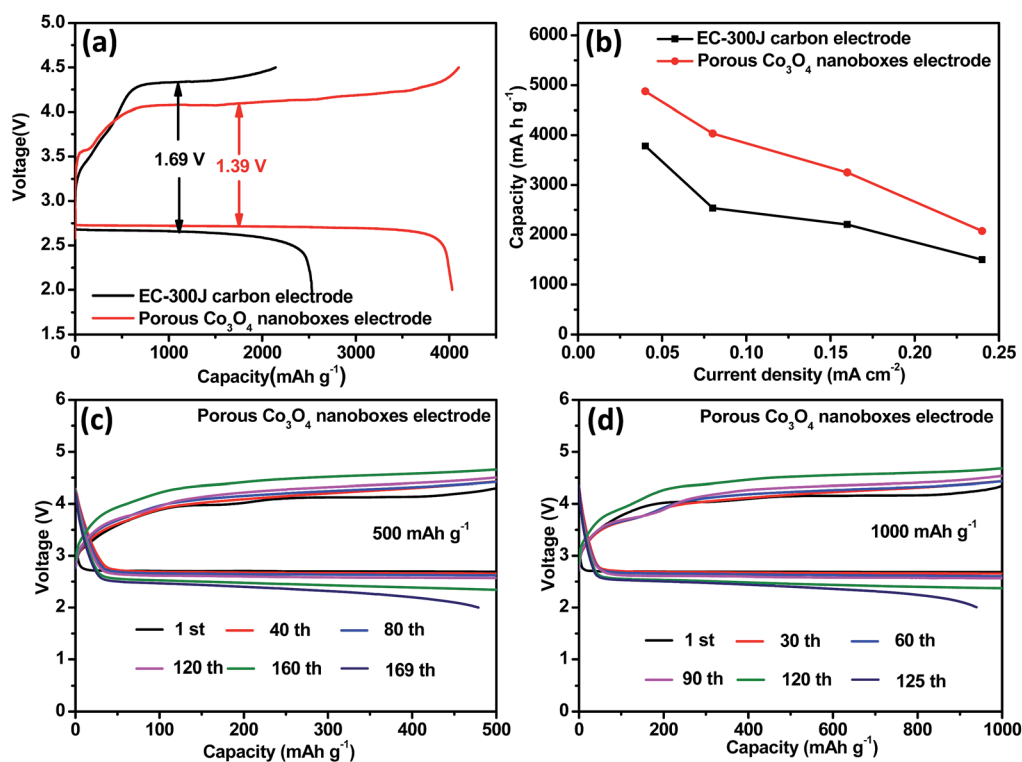 (a)
5.0
4.5
4.0
3.5
3.0
2.5
2.0
1.5
Voltage(V)
1.69 V
1.39 V
EC-300J carbon electrode
Porous Co₃O₄ nanoboxes electrode
0 1000 2000 3000 4000
Capacity(mAh g⁻¹)
(b)
EC-300J carbon electrode
Porous Co₃O₄ nanoboxes electrode
6000
5000
4000
3000
2000
1000
0
Capacity (mA h g⁻¹)
0.00 0.05 0.10 0.15 0.20 0.25
Current density (mA cm⁻²)
(c)
Porous Co₃O₄ nanoboxes electrode
6
5
4
3
2
1
0
Voltage (V)
500 mAh g⁻¹
1 st 40 th 80 th
120 th 160 th 169 th
0 100 200 300 400 500
Capacity (mAh g⁻¹)
(d)
Porous Co₃O₄ nanoboxes electrode
6
5
4
3
2
1
0
Voltage (V)
1000 mAh g⁻¹
1 st 30 th 60 th
90 th 120 th 125 th
0 200 400 600 800 1000
Capacity (mAh g⁻¹)